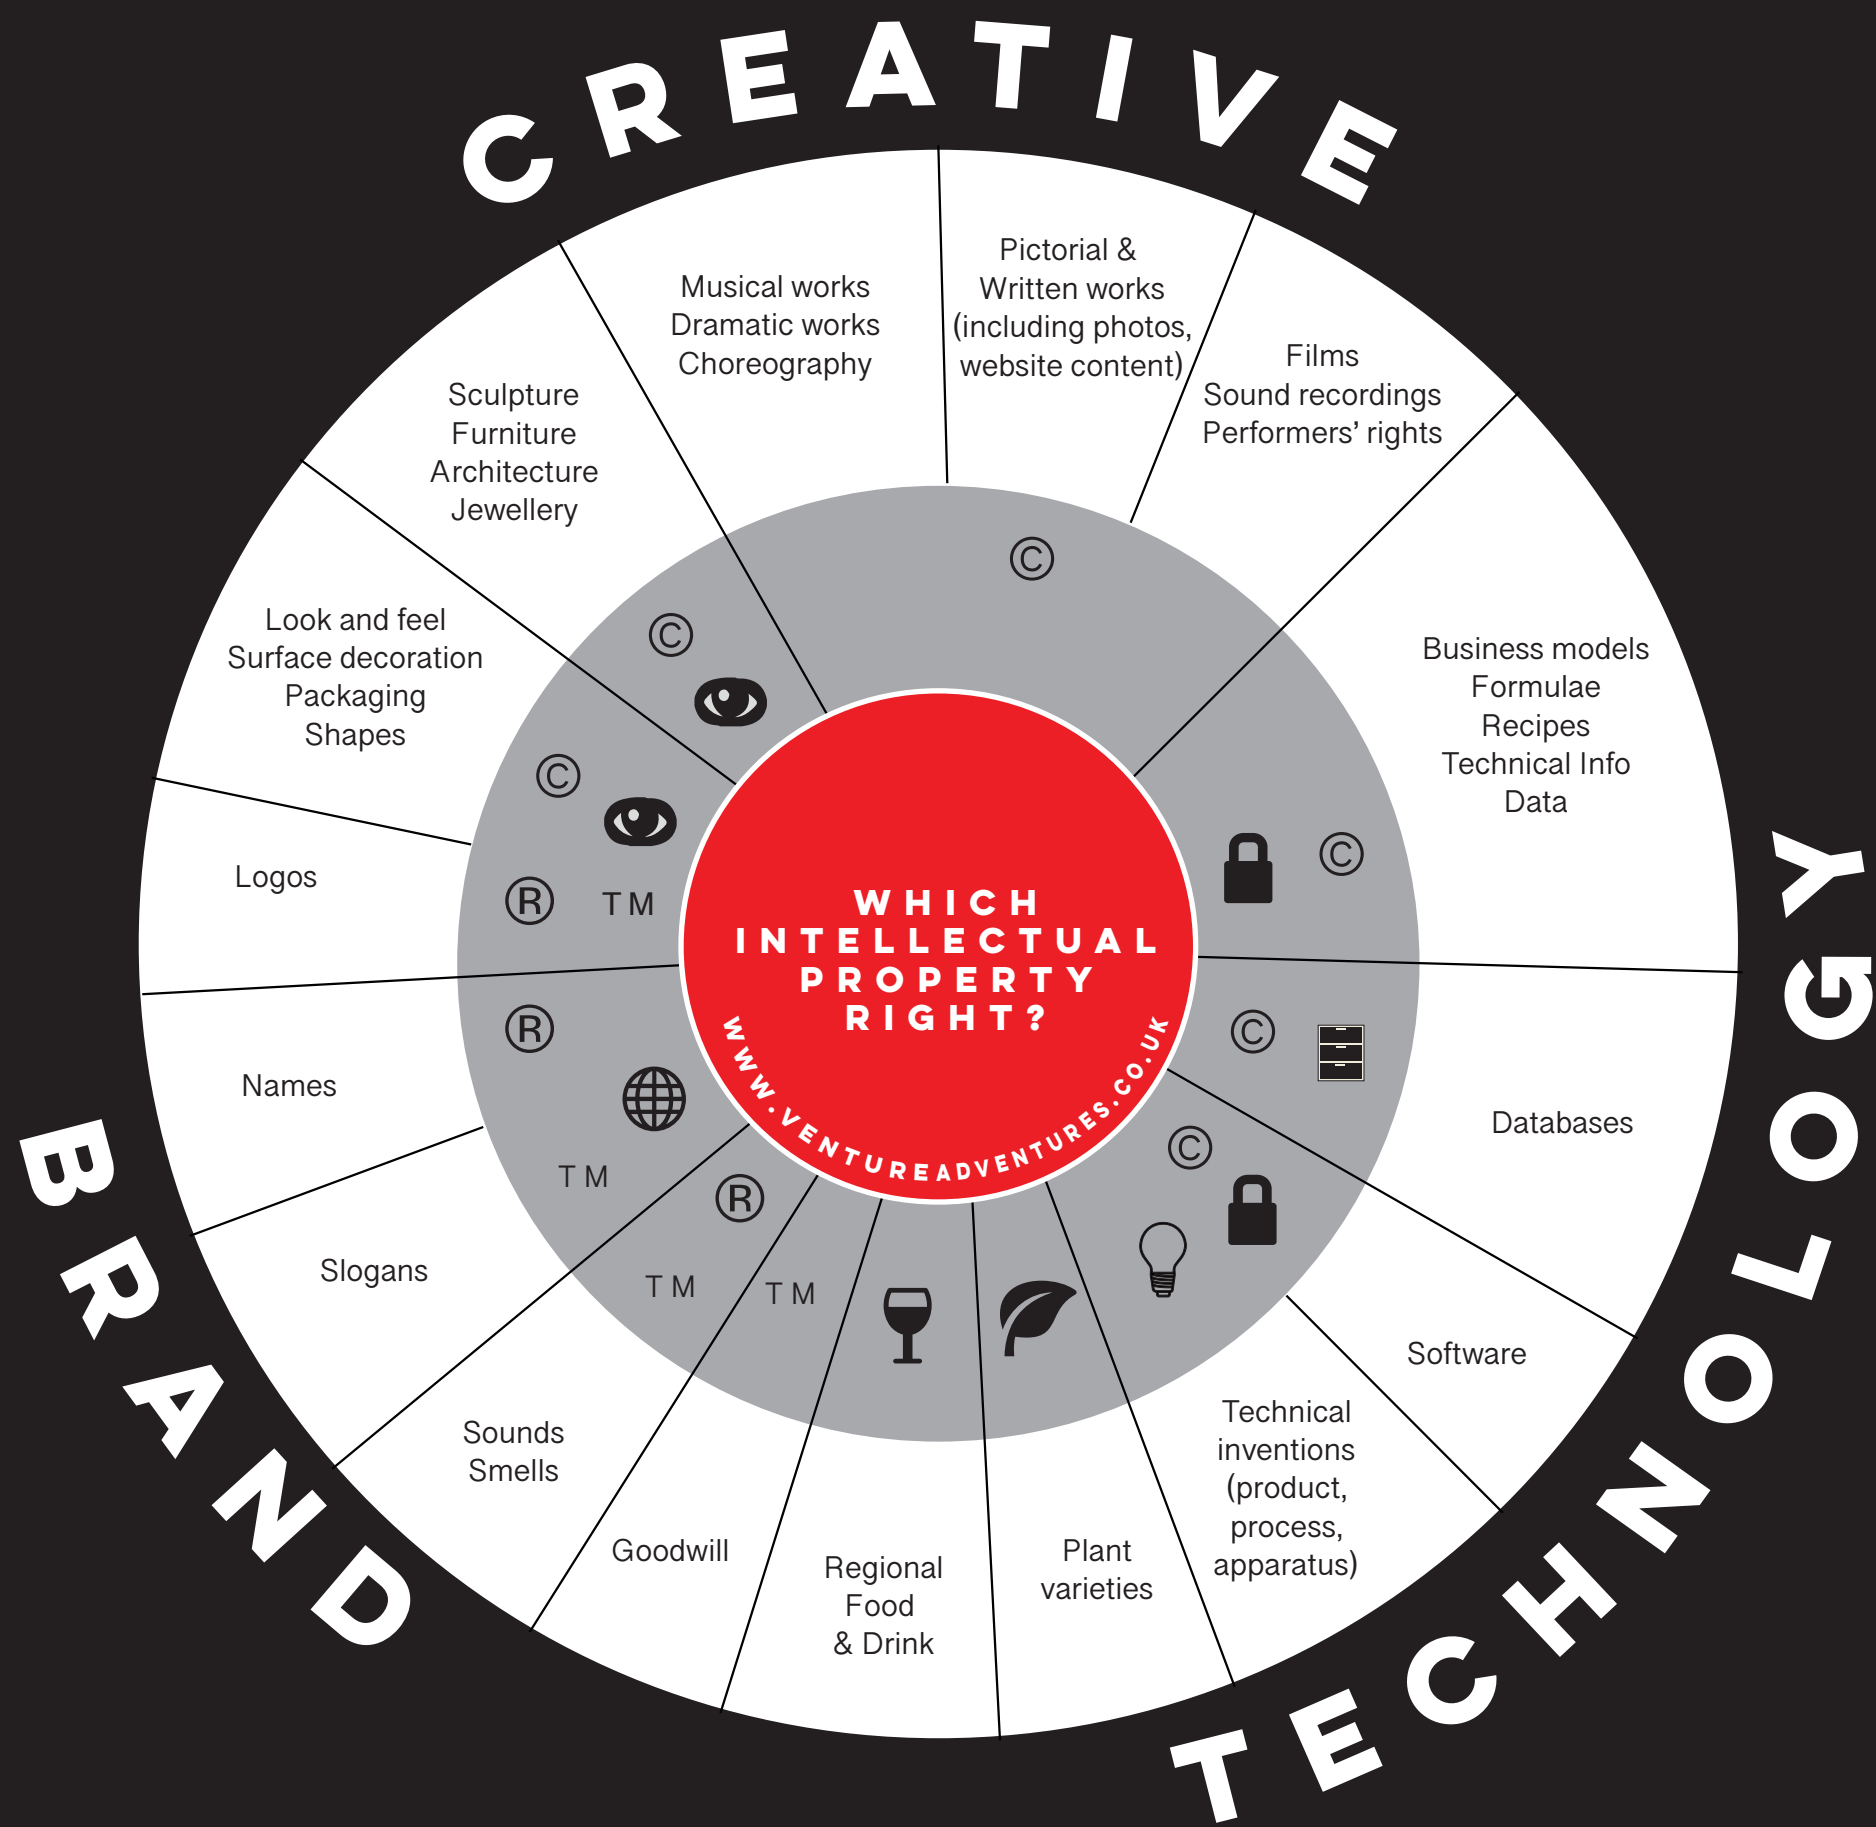 CREATIVE
Musical works
Dramatic works
Choreography
Pictorial &
Written works
(including photos,
website content)
Films
Sound recordings
Performers’ rights
Sculpture
Furniture
Architecture
Jewellery
Look and feel
Surface decoration
Packaging
Shapes
Logos
Names
Slogans
Sounds
Smells
Goodwill
Regional
Food
& Drink
Plant
varieties
Technical
inventions
(product,
process,
apparatus)
Software
Databases
Business models
Formulae
Recipes
Technical Info
Data
©
©
©
® TM
®
TM
®
TM
TM
©
©
©
WHICH
INTELLECTUAL
PROPERTY
RIGHT?
WWW.VENTUREADVENTURES.CO.UK
BRAND
TECHNOLOGY